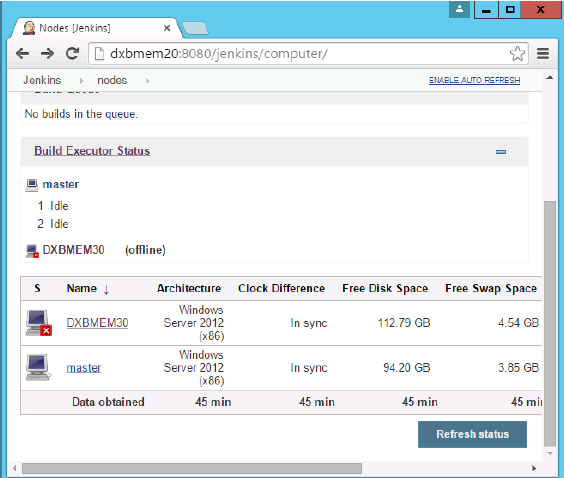 Nodes [Jenkins]
dxbmem20:8080/jenkins/computer/
Jenkins nodes ENABLE AUTO REFRESH
Build Queue
No builds in the queue.
Build Executor Status
master
1 Idle
2 Idle
DXBMEM30 (offline)
S Name ↓ Architecture Clock Difference Free Disk Space Free Swap Space
DXBMEM30 Windows Server 2012 (x86) In sync 112.79 GB 4.54 GB
master Windows Server 2012 (x86) In sync 94.20 GB 3.85 GB
Data obtained 45 min 45 min 45 min 45 min
Refresh status